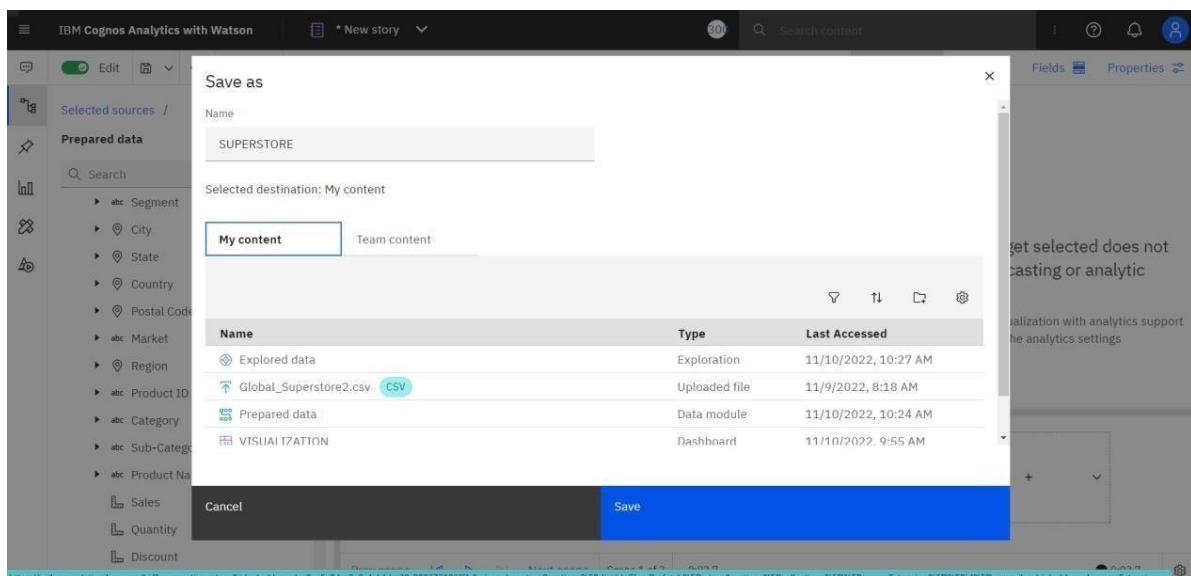 IBM Cognos Analytics with Watson
* New story
Search content
Edit
Fields
Properties
Save as
Selected sources /
Name
Prepared data
SUPERSTORE
Search
Selected destination: My content
Segment
City
My content
Team content
State
get selected does not
casting or analytic
Country
Postal Code
alization with analytics support
Market
Name Type Last Accessed
he analytics settings
Region
Explored data Exploration 11/10/2022, 10:27 AM
Product ID
Global_Superstore2.csv CSV Uploaded file 11/9/2022, 8:18 AM
Category
Prepared data Data module 11/10/2022, 10:24 AM
Sub-Catego
VISUALIZATION Dashboard 11/10/2022, 9:55 AM
Product Na
Sales
Cancel
Save
Quantity
Discount